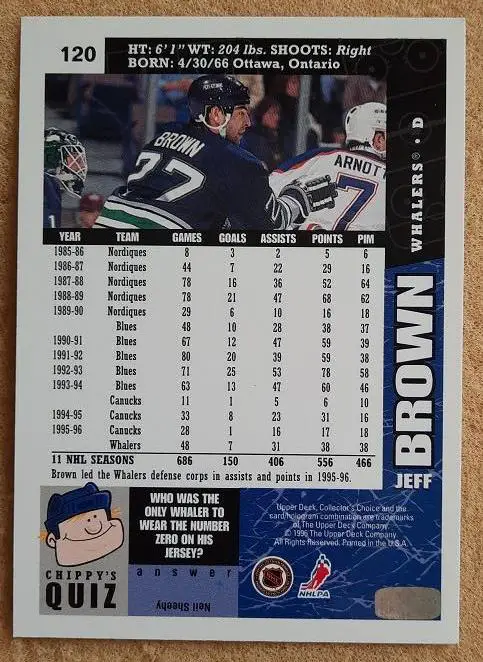 120
HT: 6'1" WT: 204 lbs. SHOOTS: Right
BORN: 4/30/66 Ottawa, Ontario
BROWN
27
ARNOTT
7
1
WHALERS® • D
JEFF BROWN
YEAR TEAM GAMES GOALS ASSISTS POINTS PIM
1985-86 Nordiques 8 3 2 5 6
1986-87 Nordiques 44 7 22 29 16
1987-88 Nordiques 78 16 36 52 64
1988-89 Nordiques 78 21 47 68 62
1989-90 Nordiques 29 6 10 16 18
Blues 48 10 28 38 37
1990-91 Blues 67 12 47 59 39
1991-92 Blues 80 20 39 59 38
1992-93 Blues 71 25 53 78 58
1993-94 Blues 63 13 47 60 46
Canucks 11 1 5 6 10
1994-95 Canucks 33 8 23 31 16
1995-96 Canucks 28 1 16 17 18
Whalers 48 7 31 38 38
11 NHL SEASONS 686 150 406 556 466
Brown led the Whalers defense corps in assists and points in 1995-96.
CHIPPY'S
QUIZ
WHO WAS THE
ONLY WHALER TO
WEAR THE NUMBER
ZERO ON HIS
JERSEY?
answer
Neil Sheehy
Upper Deck, Collector's Choice and the
card/hologram combination are trademarks
of The Upper Deck Company.
© 1996 The Upper Deck Company.
All Rights Reserved. Printed in the U.S.A.
NHL
NHLPA